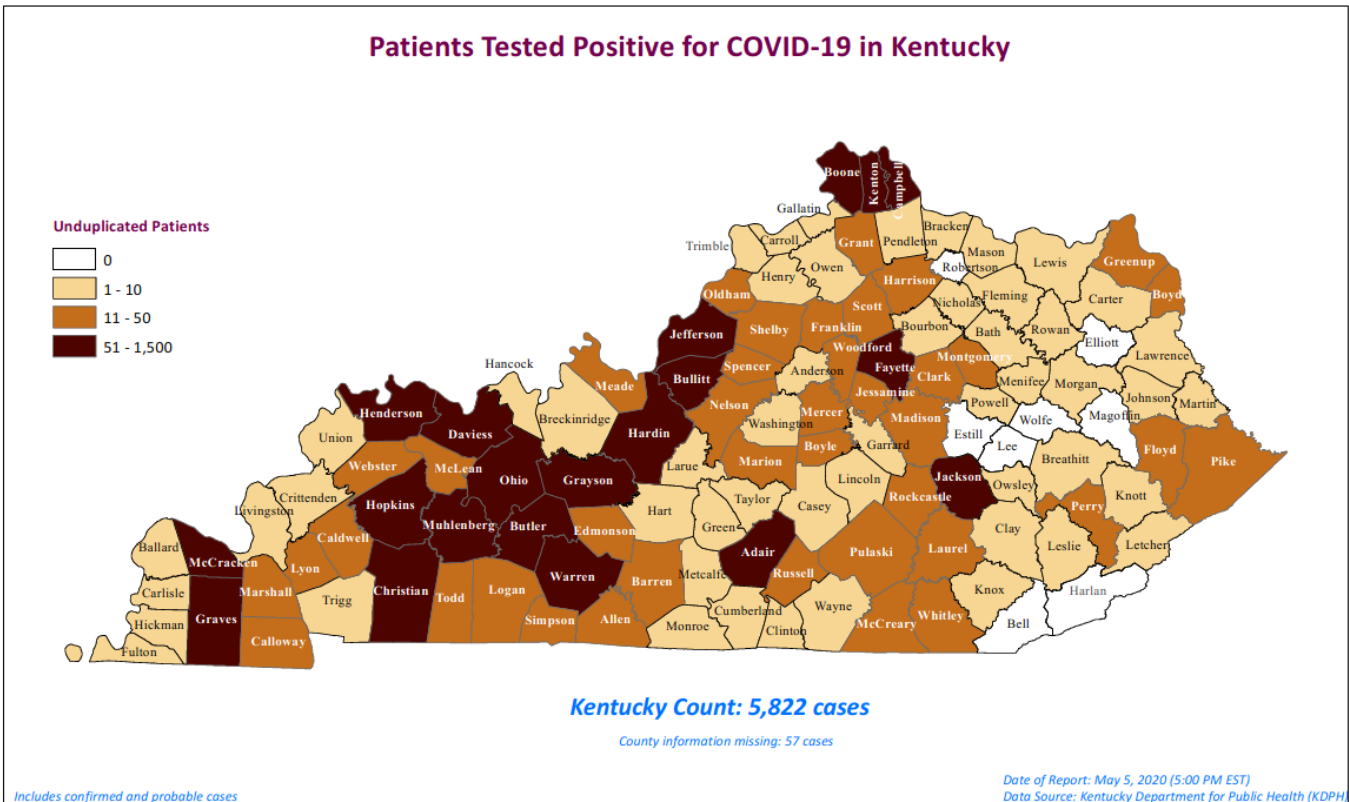 Patients Tested Positive for COVID-19 in Kentucky
Unduplicated Patients
0
1 - 10
11 - 50
51 - 1,500
Boone
Kenton
Campbell
Gallatin
Trimble
Carroll
Grant
Pendleton
Bracken
Mason
Robertson
Lewis
Greenup
Boyd
Henry
Owen
Harrison
Nicholas
Fleming
Carter
Oldham
Scott
Bourbon
Bath
Rowan
Elliott
Lawrence
Jefferson
Shelby
Franklin
Woodford
Fayette
Montgomery
Clark
Menifee
Morgan
Johnson
Martin
Hancock
Meade
Bullitt
Spencer
Anderson
Jessamine
Powell
Wolfe
Magoffin
Breckinridge
Nelson
Mercer
Madison
Estill
Lee
Floyd
Pike
Henderson
Daviess
Hardin
Washington
Garrard
Breathitt
Union
Webster
McLean
Ohio
Grayson
Larue
Marion
Boyle
Lincoln
Jackson
Owsley
Knott
Crittenden
Livingston
Hopkins
Muhlenberg
Butler
Edmonson
Hart
Green
Taylor
Casey
Rockcastle
Clay
Perry
Leslie
Letcher
Ballard
McCracken
Lyon
Caldwell
Warren
Barren
Metcalfe
Adair
Russell
Pulaski
Laurel
Knox
Harlan
Carlisle
Graves
Marshall
Trigg
Christian
Todd
Logan
Simpson
Allen
Monroe
Cumberland
Clinton
Wayne
McCreary
Whitley
Bell
Hickman
Fulton
Calloway
Kentucky Count: 5,822 cases
County information missing: 57 cases
Date of Report: May 5, 2020 (5:00 PM EST)
Includes confirmed and probable cases
Data Source: Kentucky Department for Public Health (KDPH)